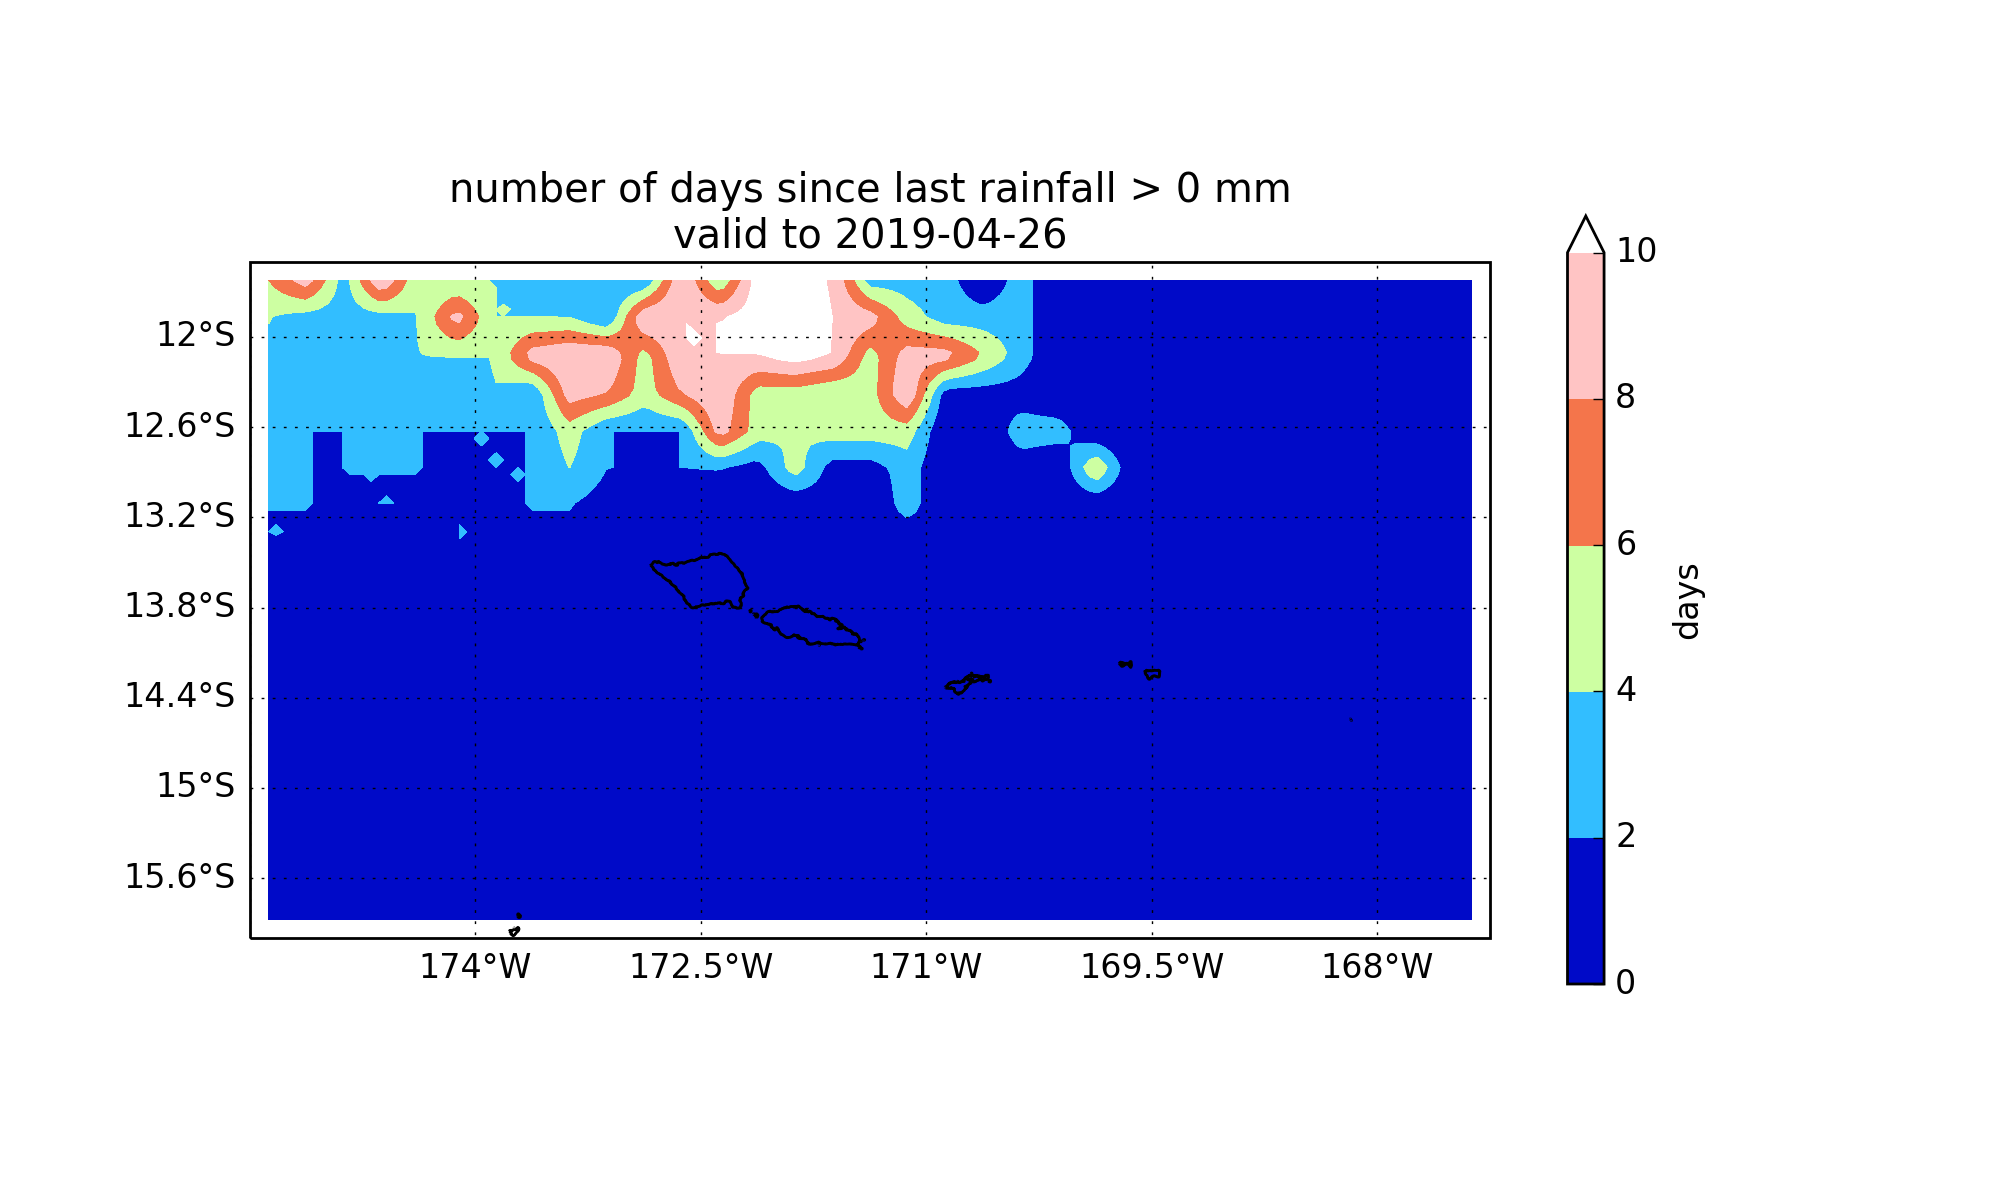 number of days since last rainfall > 0 mm
valid to 2019-04-26
12°S
12.6°S
13.2°S
13.8°S
14.4°S
15°S
15.6°S
174°W 172.5°W 171°W 169.5°W 168°W
10
8
6
4
2
0
days